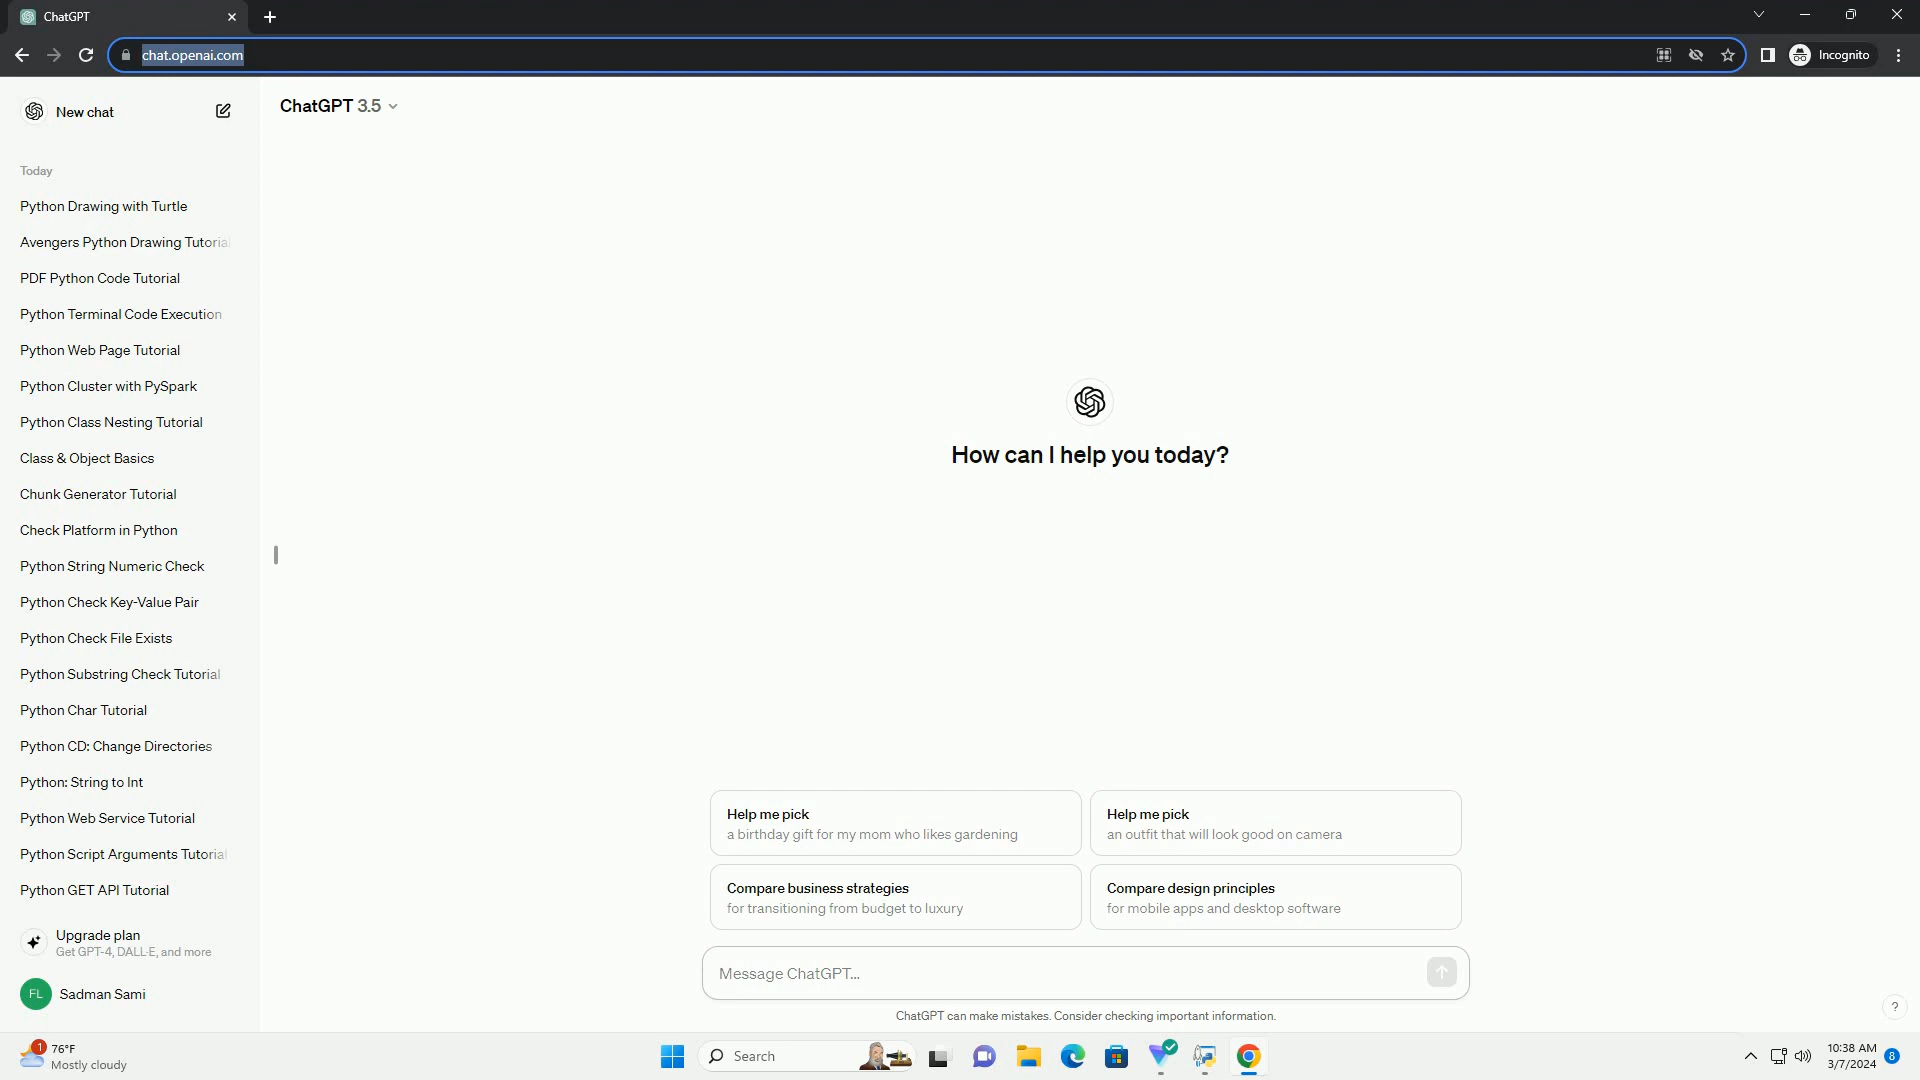 ChatGPT
chat.openai.com
Incognito
New chat
ChatGPT 3.5
Today
Python Drawing with Turtle
Avengers Python Drawing Tutorial
PDF Python Code Tutorial
Python Terminal Code Execution
Python Web Page Tutorial
Python Cluster with PySpark
Python Class Nesting Tutorial
Class & Object Basics
Chunk Generator Tutorial
Check Platform in Python
Python String Numeric Check
Python Check Key-Value Pair
Python Check File Exists
Python Substring Check Tutorial
Python Char Tutorial
Python CD: Change Directories
Python: String to Int
Python Web Service Tutorial
Python Script Arguments Tutorial
Python GET API Tutorial
Upgrade plan
Get GPT-4, DALL·E, and more
FL Sadman Sami
How can I help you today?
Help me pick
a birthday gift for my mom who likes gardening
Help me pick
an outfit that will look good on camera
Compare business strategies
for transitioning from budget to luxury
Compare design principles
for mobile apps and desktop software
Message ChatGPT...
ChatGPT can make mistakes. Consider checking important information.
?
1
76°F
Mostly cloudy
Search
10:38 AM
3/7/2024
8